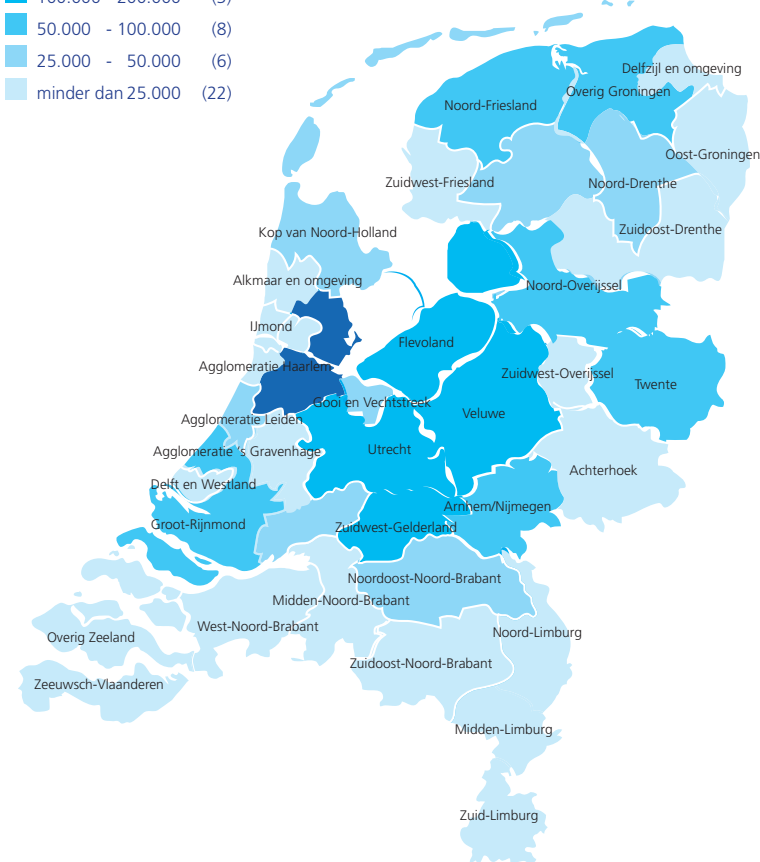 50.000 - 100.000 (8)
25.000 - 50.000 (6)
minder dan 25.000 (22)
Delfzijl en omgeving
Overig Groningen
Noord-Friesland
Oost-Groningen
Zuidwest-Friesland
Noord-Drenthe
Zuidoost-Drenthe
Kop van Noord-Holland
Alkmaar en omgeving
Noord-Overijssel
IJmond
Flevoland
Agglomeratie Haarlem
Zuidwest-Overijssel
Twente
Gooi en Vechtstreek
Veluwe
Agglomeratie Leiden
Agglomeratie 's Gravenhage
Utrecht
Achterhoek
Delft en Westland
Arnhem/Nijmegen
Groot-Rijnmond
Zuidwest-Gelderland
Noordoost-Noord-Brabant
Midden-Noord-Brabant
West-Noord-Brabant
Noord-Limburg
Overig Zeeland
Zuidoost-Noord-Brabant
Zeeuwsch-Vlaanderen
Midden-Limburg
Zuid-Limburg